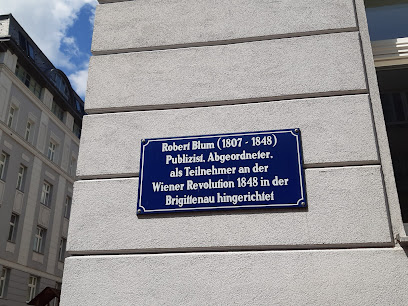 Robert Blum (1807 - 1848)
Publizist, Abgeordneter,
als Teilnehmer an der
Wiener Revolution 1848 in der
Brigittenau hingerichtet